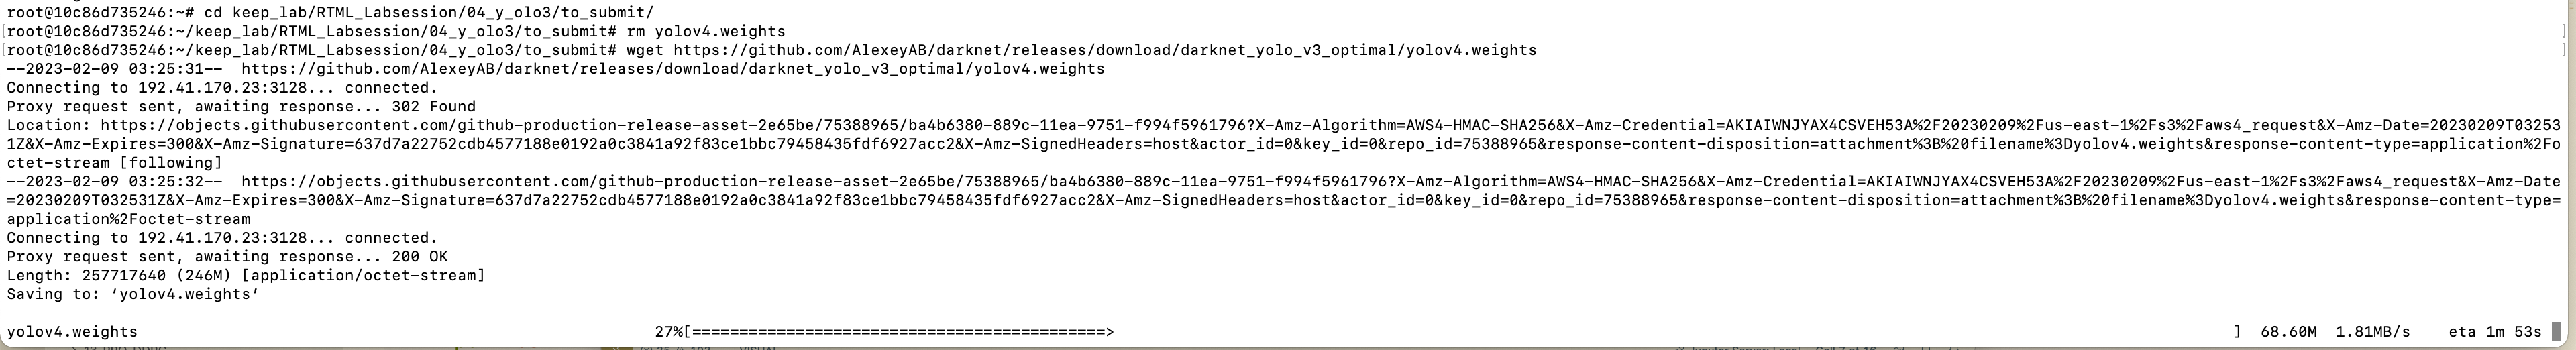 root@10c86d735246:~# cd keep_lab/RTML_Labsession/04_y_olo3/to_submit/
[root@10c86d735246:~/keep_lab/RTML_Labsession/04_y_olo3/to_submit# rm yolov4.weights ]
[root@10c86d735246:~/keep_lab/RTML_Labsession/04_y_olo3/to_submit# wget https://github.com/AlexeyAB/darknet/releases/download/darknet_yolo_v3_optimal/yolov4.weights ]
--2023-02-09 03:25:31--  https://github.com/AlexeyAB/darknet/releases/download/darknet_yolo_v3_optimal/yolov4.weights
Connecting to 192.41.170.23:3128... connected.
Proxy request sent, awaiting response... 302 Found
Location: https://objects.githubusercontent.com/github-production-release-asset-2e65be/75388965/ba4b6380-889c-11ea-9751-f994f5961796?X-Amz-Algorithm=AWS4-HMAC-SHA256&X-Amz-Credential=AKIAIWNJYAX4CSVEH53A%2F20230209%2Fus-east-1%2Fs3%2Faws4_request&X-Amz-Date=20230209T03253
1Z&X-Amz-Expires=300&X-Amz-Signature=637d7a22752cdb4577188e0192a0c3841a92f83ce1bbc79458435fdf6927acc2&X-Amz-SignedHeaders=host&actor_id=0&key_id=0&repo_id=75388965&response-content-disposition=attachment%3B%20filename%3Dyolov4.weights&response-content-type=application%2Fo
ctet-stream [following]
--2023-02-09 03:25:32--  https://objects.githubusercontent.com/github-production-release-asset-2e65be/75388965/ba4b6380-889c-11ea-9751-f994f5961796?X-Amz-Algorithm=AWS4-HMAC-SHA256&X-Amz-Credential=AKIAIWNJYAX4CSVEH53A%2F20230209%2Fus-east-1%2Fs3%2Faws4_request&X-Amz-Date
=20230209T032531Z&X-Amz-Expires=300&X-Amz-Signature=637d7a22752cdb4577188e0192a0c3841a92f83ce1bbc79458435fdf6927acc2&X-Amz-SignedHeaders=host&actor_id=0&key_id=0&repo_id=75388965&response-content-disposition=attachment%3B%20filename%3Dyolov4.weights&response-content-type=
application%2Foctet-stream
Connecting to 192.41.170.23:3128... connected.
Proxy request sent, awaiting response... 200 OK
Length: 257717640 (246M) [application/octet-stream]
Saving to: ‘yolov4.weights’
yolov4.weights 27%[============================================> ] 68.60M 1.81MB/s eta 1m 53s